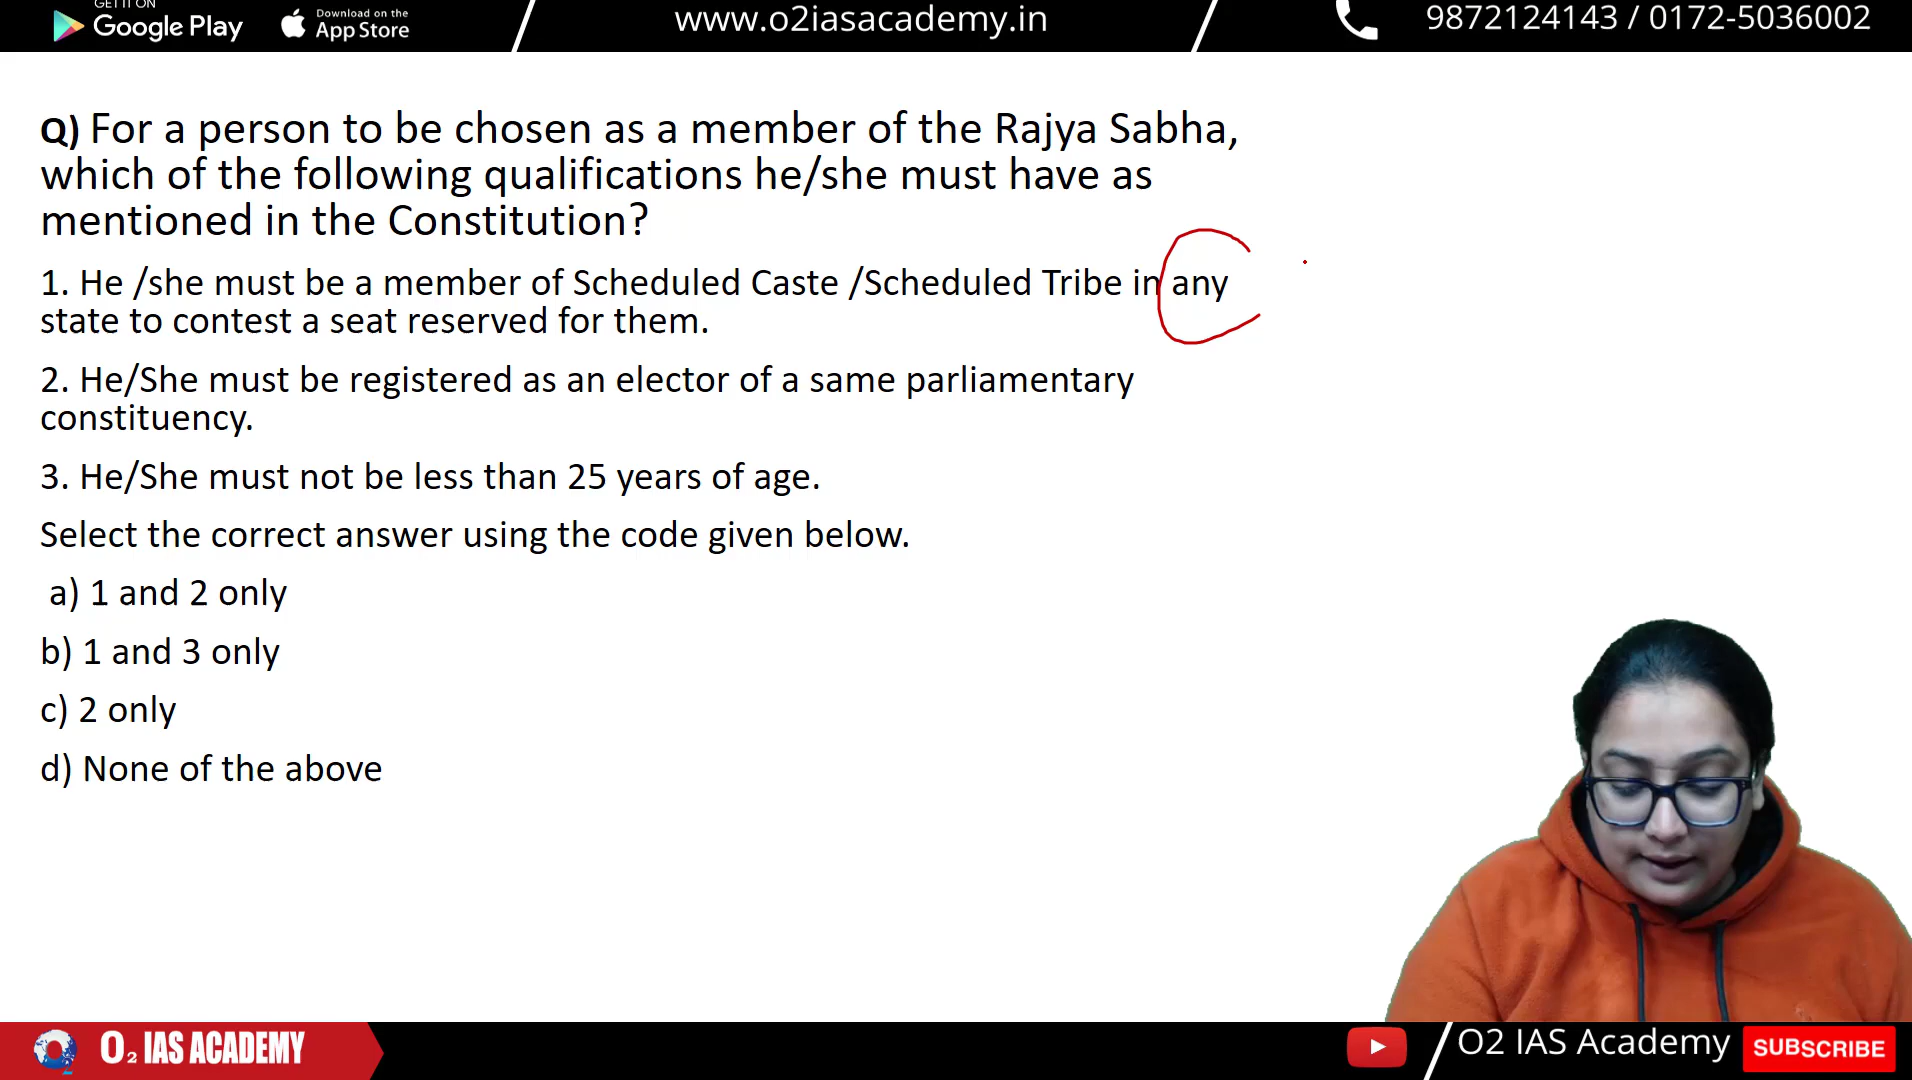 GET IT ON
Google Play
Download on the
App Store
www.o2iasacademy.in
9872124143 / 0172-5036002
Q) For a person to be chosen as a member of the Rajya Sabha,
which of the following qualifications he/she must have as
mentioned in the Constitution?
1. He /she must be a member of Scheduled Caste /Scheduled Tribe in any
state to contest a seat reserved for them.
2. He/She must be registered as an elector of a same parliamentary
constituency.
3. He/She must not be less than 25 years of age.
Select the correct answer using the code given below.
a) 1 and 2 only
b) 1 and 3 only
c) 2 only
d) None of the above
O2 IAS ACADEMY
O2 IAS Academy
SUBSCRIBE